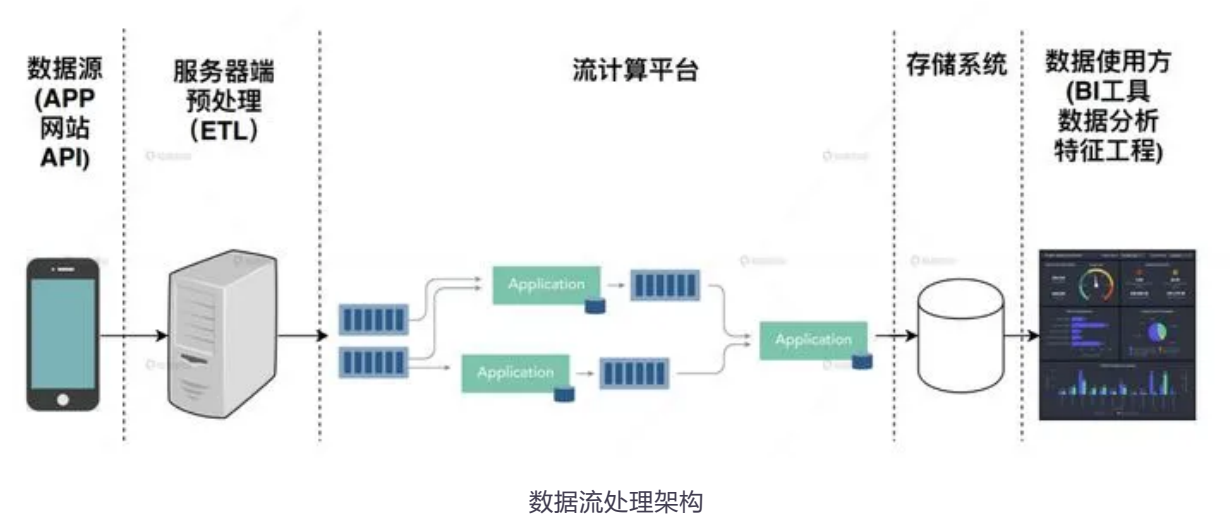 数据源
(APP
网站
API)
服务器端
预处理
（ETL）
流计算平台
存储系统
数据使用方
(BI工具
数据分析
特征工程)
Application
Application
Application
数据流处理架构